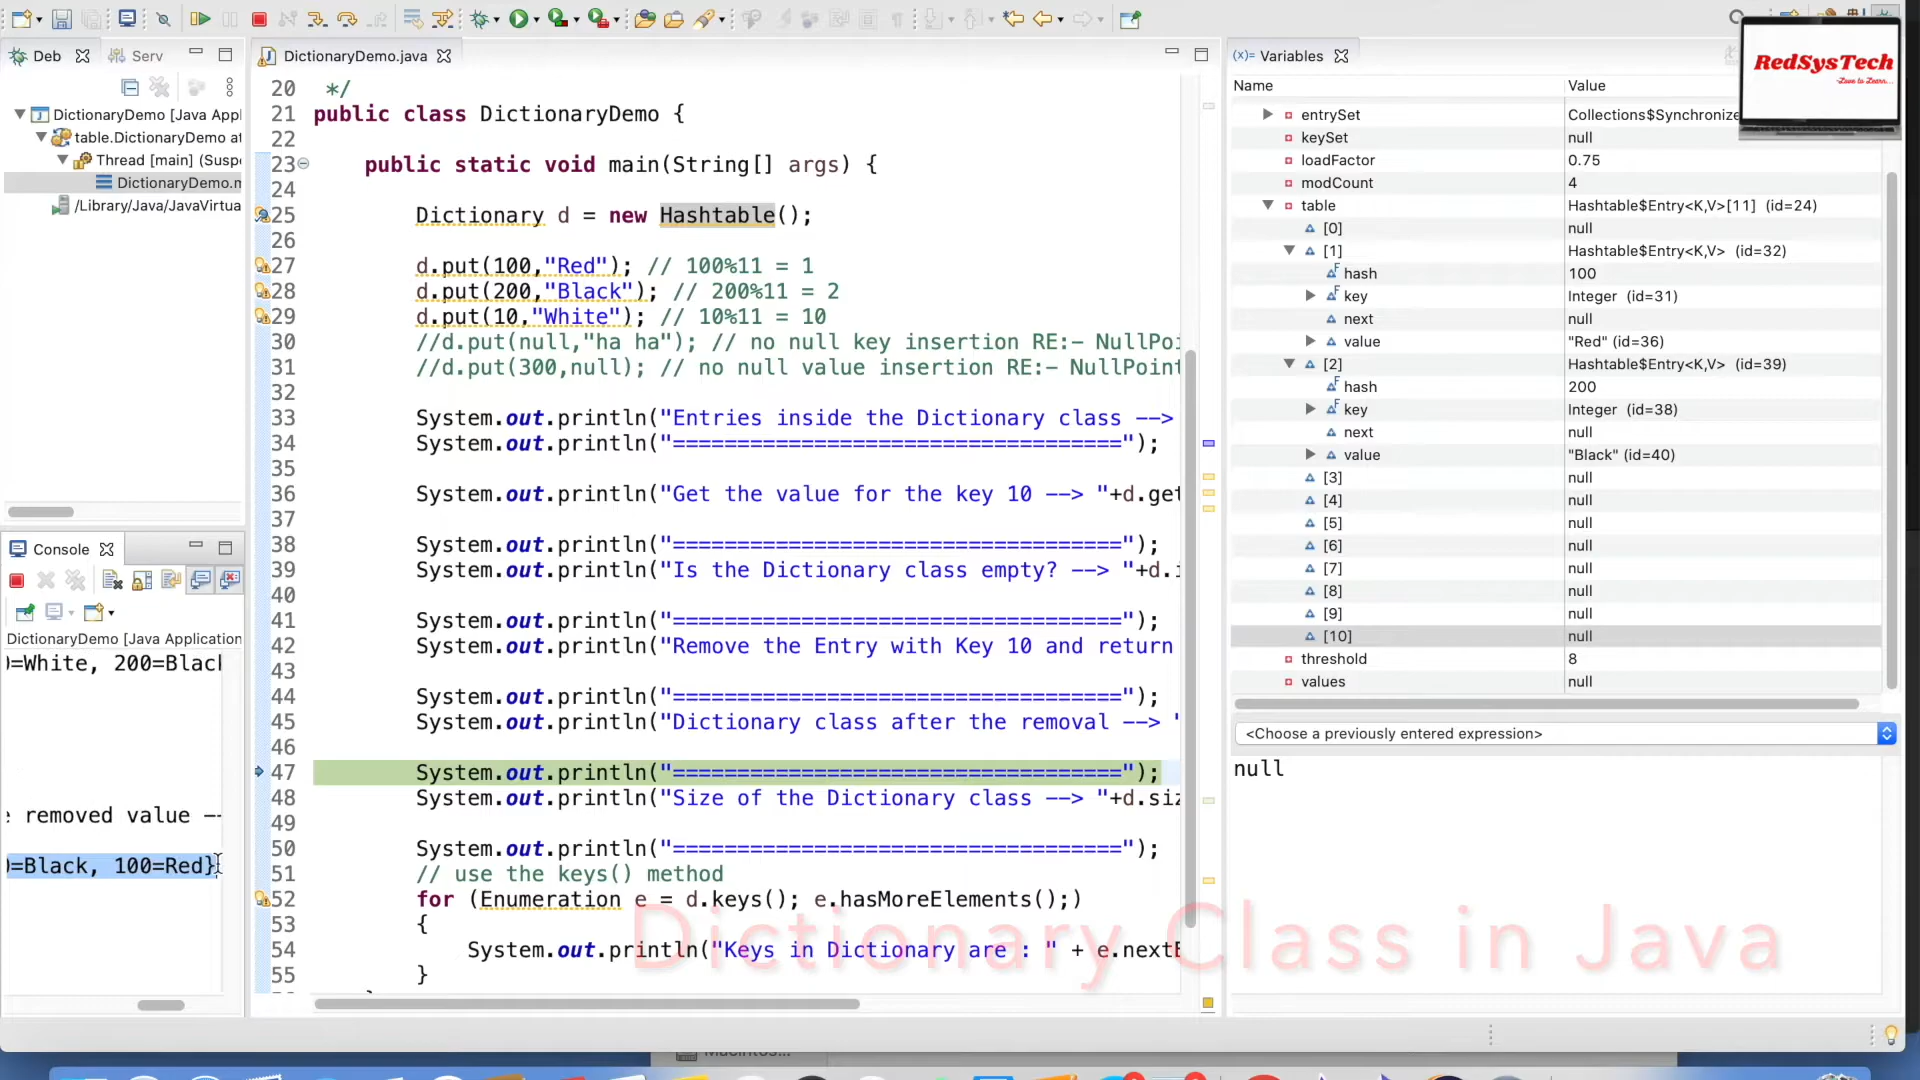 Deb
Serv
DictionaryDemo [Java Appl
table.DictionaryDemo at
Thread [main] (Suspe
DictionaryDemo.m
/Library/Java/JavaVirtua
Console
DictionaryDemo [Java Application
=White, 200=Black
removed value --
=Black, 100=Red}
DictionaryDemo.java
20 */
21 public class DictionaryDemo {
22
23 public static void main(String[] args) {
24
25 Dictionary d = new Hashtable();
26
27 d.put(100,"Red"); // 100%11 = 1
28 d.put(200,"Black"); // 200%11 = 2
29 d.put(10,"White"); // 10%11 = 10
30 //d.put(null,"ha ha"); // no null key insertion RE:- NullPoi
31 //d.put(300,null); // no null value insertion RE:- NullPoint
32
33 System.out.println("Entries inside the Dictionary class -->
34 System.out.println("===================================");
35
36 System.out.println("Get the value for the key 10 --> "+d.get
37
38 System.out.println("===================================");
39 System.out.println("Is the Dictionary class empty? --> "+d.i
40
41 System.out.println("===================================");
42 System.out.println("Remove the Entry with Key 10 and return
43
44 System.out.println("===================================");
45 System.out.println("Dictionary class after the removal --> "
46
47 System.out.println("===================================");
48 System.out.println("Size of the Dictionary class --> "+d.siz
49
50 System.out.println("===================================");
51 // use the keys() method
52 for (Enumeration e = d.keys(); e.hasMoreElements();)
53 {
54 System.out.println("Keys in Dictionary are : " + e.nextE
55 }
(x)= Variables
Name Value
entrySet Collections$Synchronize
keySet null
loadFactor 0.75
modCount 4
table Hashtable$Entry<K,V>[11] (id=24)
[0] null
[1] Hashtable$Entry<K,V> (id=32)
hash 100
key Integer (id=31)
next null
value "Red" (id=36)
[2] Hashtable$Entry<K,V> (id=39)
hash 200
key Integer (id=38)
next null
value "Black" (id=40)
[3] null
[4] null
[5] null
[6] null
[7] null
[8] null
[9] null
[10] null
threshold 8
values null
<Choose a previously entered expression>
null
RedSysTech
Love to Learn...
Dictionary Class in Java